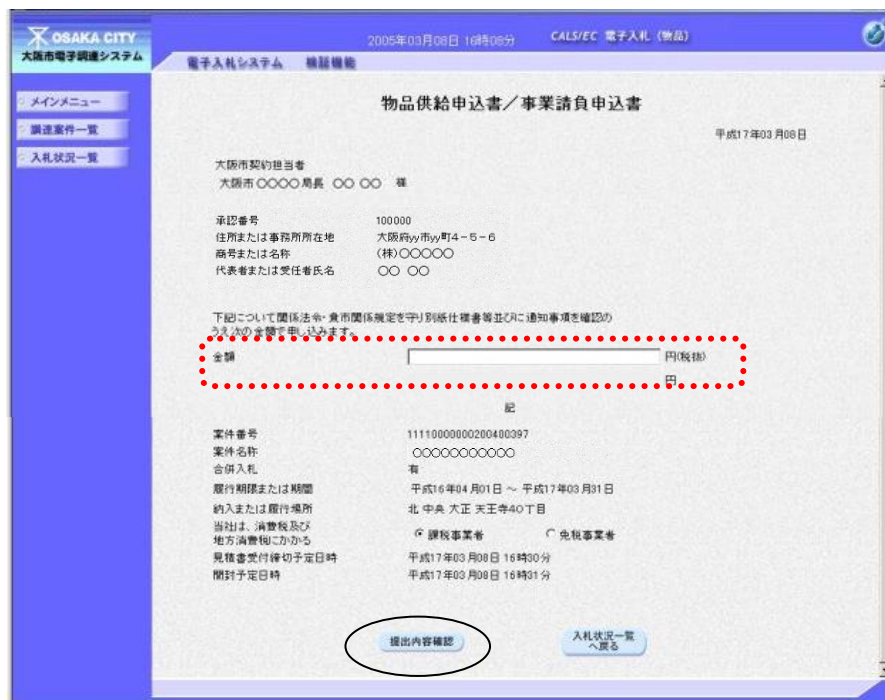 OSAKA CITY
大阪市電子調達システム
2005年03月08日 16時08分
CALS/EC 電子入札（物品）
電子入札システム 検証機能
メインメニュー
調達案件一覧
入札状況一覧
物品供給申込書／事業請負申込書
平成17年03月08日
大阪市契約担当者
大阪市○○○○局長 ○○ ○○ 様
承認番号 100000
住所または事務所所在地 大阪府yy市yy町4－5－6
商号または名称 (株)○○○○○
代表者または受任者氏名 ○○ ○○
下記について関係法令・貴市関係規定を守り別紙仕様書等並びに通知事項を確認の
うえ次の金額で申し込みます。
金額 円(税抜)
円
記
案件番号 11110000000200400397
案件名称 ○○○○○○○○○○○
合併入札 有
履行期限または期間 平成16年04月01日 ～ 平成17年03月31日
納入または履行場所 北 中央 大正 天王寺40丁目
当社は、消費税及び
地方消費税にかかる 課税事業者 免税事業者
見積書受付締切予定日時 平成17年03月08日 16時30分
開封予定日時 平成17年03月08日 16時31分
提出内容確認
入札状況一覧
へ戻る